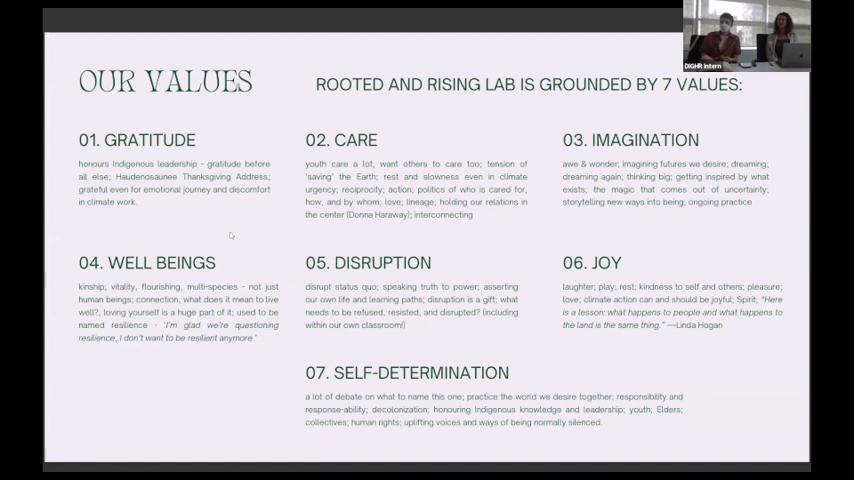 OUR VALUES
ROOTED AND RISING LAB IS GROUNDED BY 7 VALUES:
DIGHR Intern
01. GRATITUDE
honours Indigenous leadership - gratitude before
all else; Haudenosaunee Thanksgiving Address;
grateful even for emotional journey and discomfort
in climate work.
02. CARE
youth care a lot, want others to care too; tension of
'saving' the Earth; rest and slowness even in climate
urgency; reciprocity; action; politics of who is cared for,
how, and by whom; love; lineage; holding our relations in
the center (Donna Haraway); interconnecting
03. IMAGINATION
awe & wonder; imagining futures we desire; dreaming;
dreaming again; thinking big; getting inspired by what
exists; the magic that comes out of uncertainty;
storytelling new ways into being; ongoing practice
04. WELL BEINGS
kinship; vitality, flourishing, multi-species - not just
human beings; connection, what does it mean to live
well?, loving yourself is a huge part of it; used to be
named resilience - 'I'm glad we're questioning
resilience, I don't want to be resilient anymore.'
05. DISRUPTION
disrupt status quo; speaking truth to power; asserting
our own life and learning paths; disruption is a gift; what
needs to be refused, resisted, and disrupted? (including
within our own classroom!)
06. JOY
laughter; play; rest; kindness to self and others; pleasure;
love; climate action can and should be joyful; Spirit; "Here
is a lesson: what happens to people and what happens to
the land is the same thing." —Linda Hogan
07. SELF-DETERMINATION
a lot of debate on what to name this one; practice the world we desire together; responsibility and
response-ability; decolonization; honouring Indigenous knowledge and leadership; youth; Elders;
collectives; human rights; uplifting voices and ways of being normally silenced.